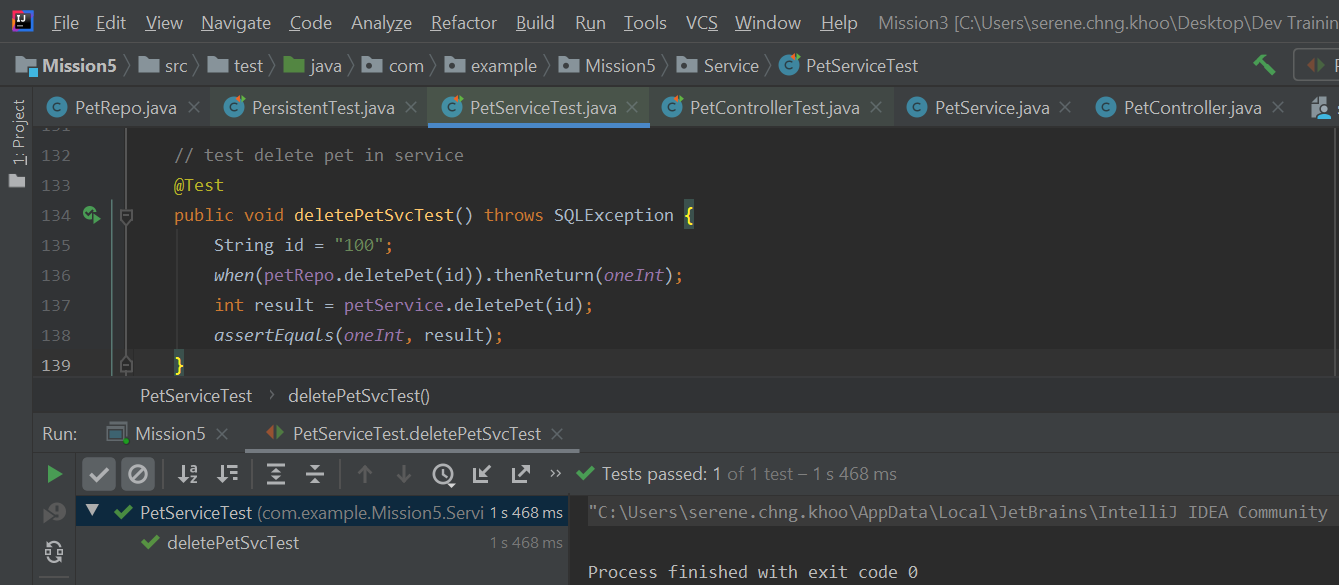 File Edit View Navigate Code Analyze Refactor Build Run Tools VCS Window Help Mission3 [C:\Users\serene.chng.khoo\Desktop\Dev Trainin
Mission5 src test java com example Mission5 Service PetServiceTest
PetRepo.java PersistentTest.java PetServiceTest.java PetControllerTest.java PetService.java PetController.java
1: Project
131
132 // test delete pet in service
133 @Test
134 public void deletePetSvcTest() throws SQLException {
135 String id = "100";
136 when(petRepo.deletePet(id)).thenReturn(oneInt);
137 int result = petService.deletePet(id);
138 assertEquals(oneInt, result);
139 }
PetServiceTest › deletePetSvcTest()
Run: Mission5 PetServiceTest.deletePetSvcTest
Tests passed: 1 of 1 test – 1 s 468 ms
PetServiceTest (com.example.Mission5.Servi 1 s 468 ms
"C:\Users\serene.chng.khoo\AppData\Local\JetBrains\IntelliJ IDEA Community
deletePetSvcTest 1 s 468 ms
Process finished with exit code 0